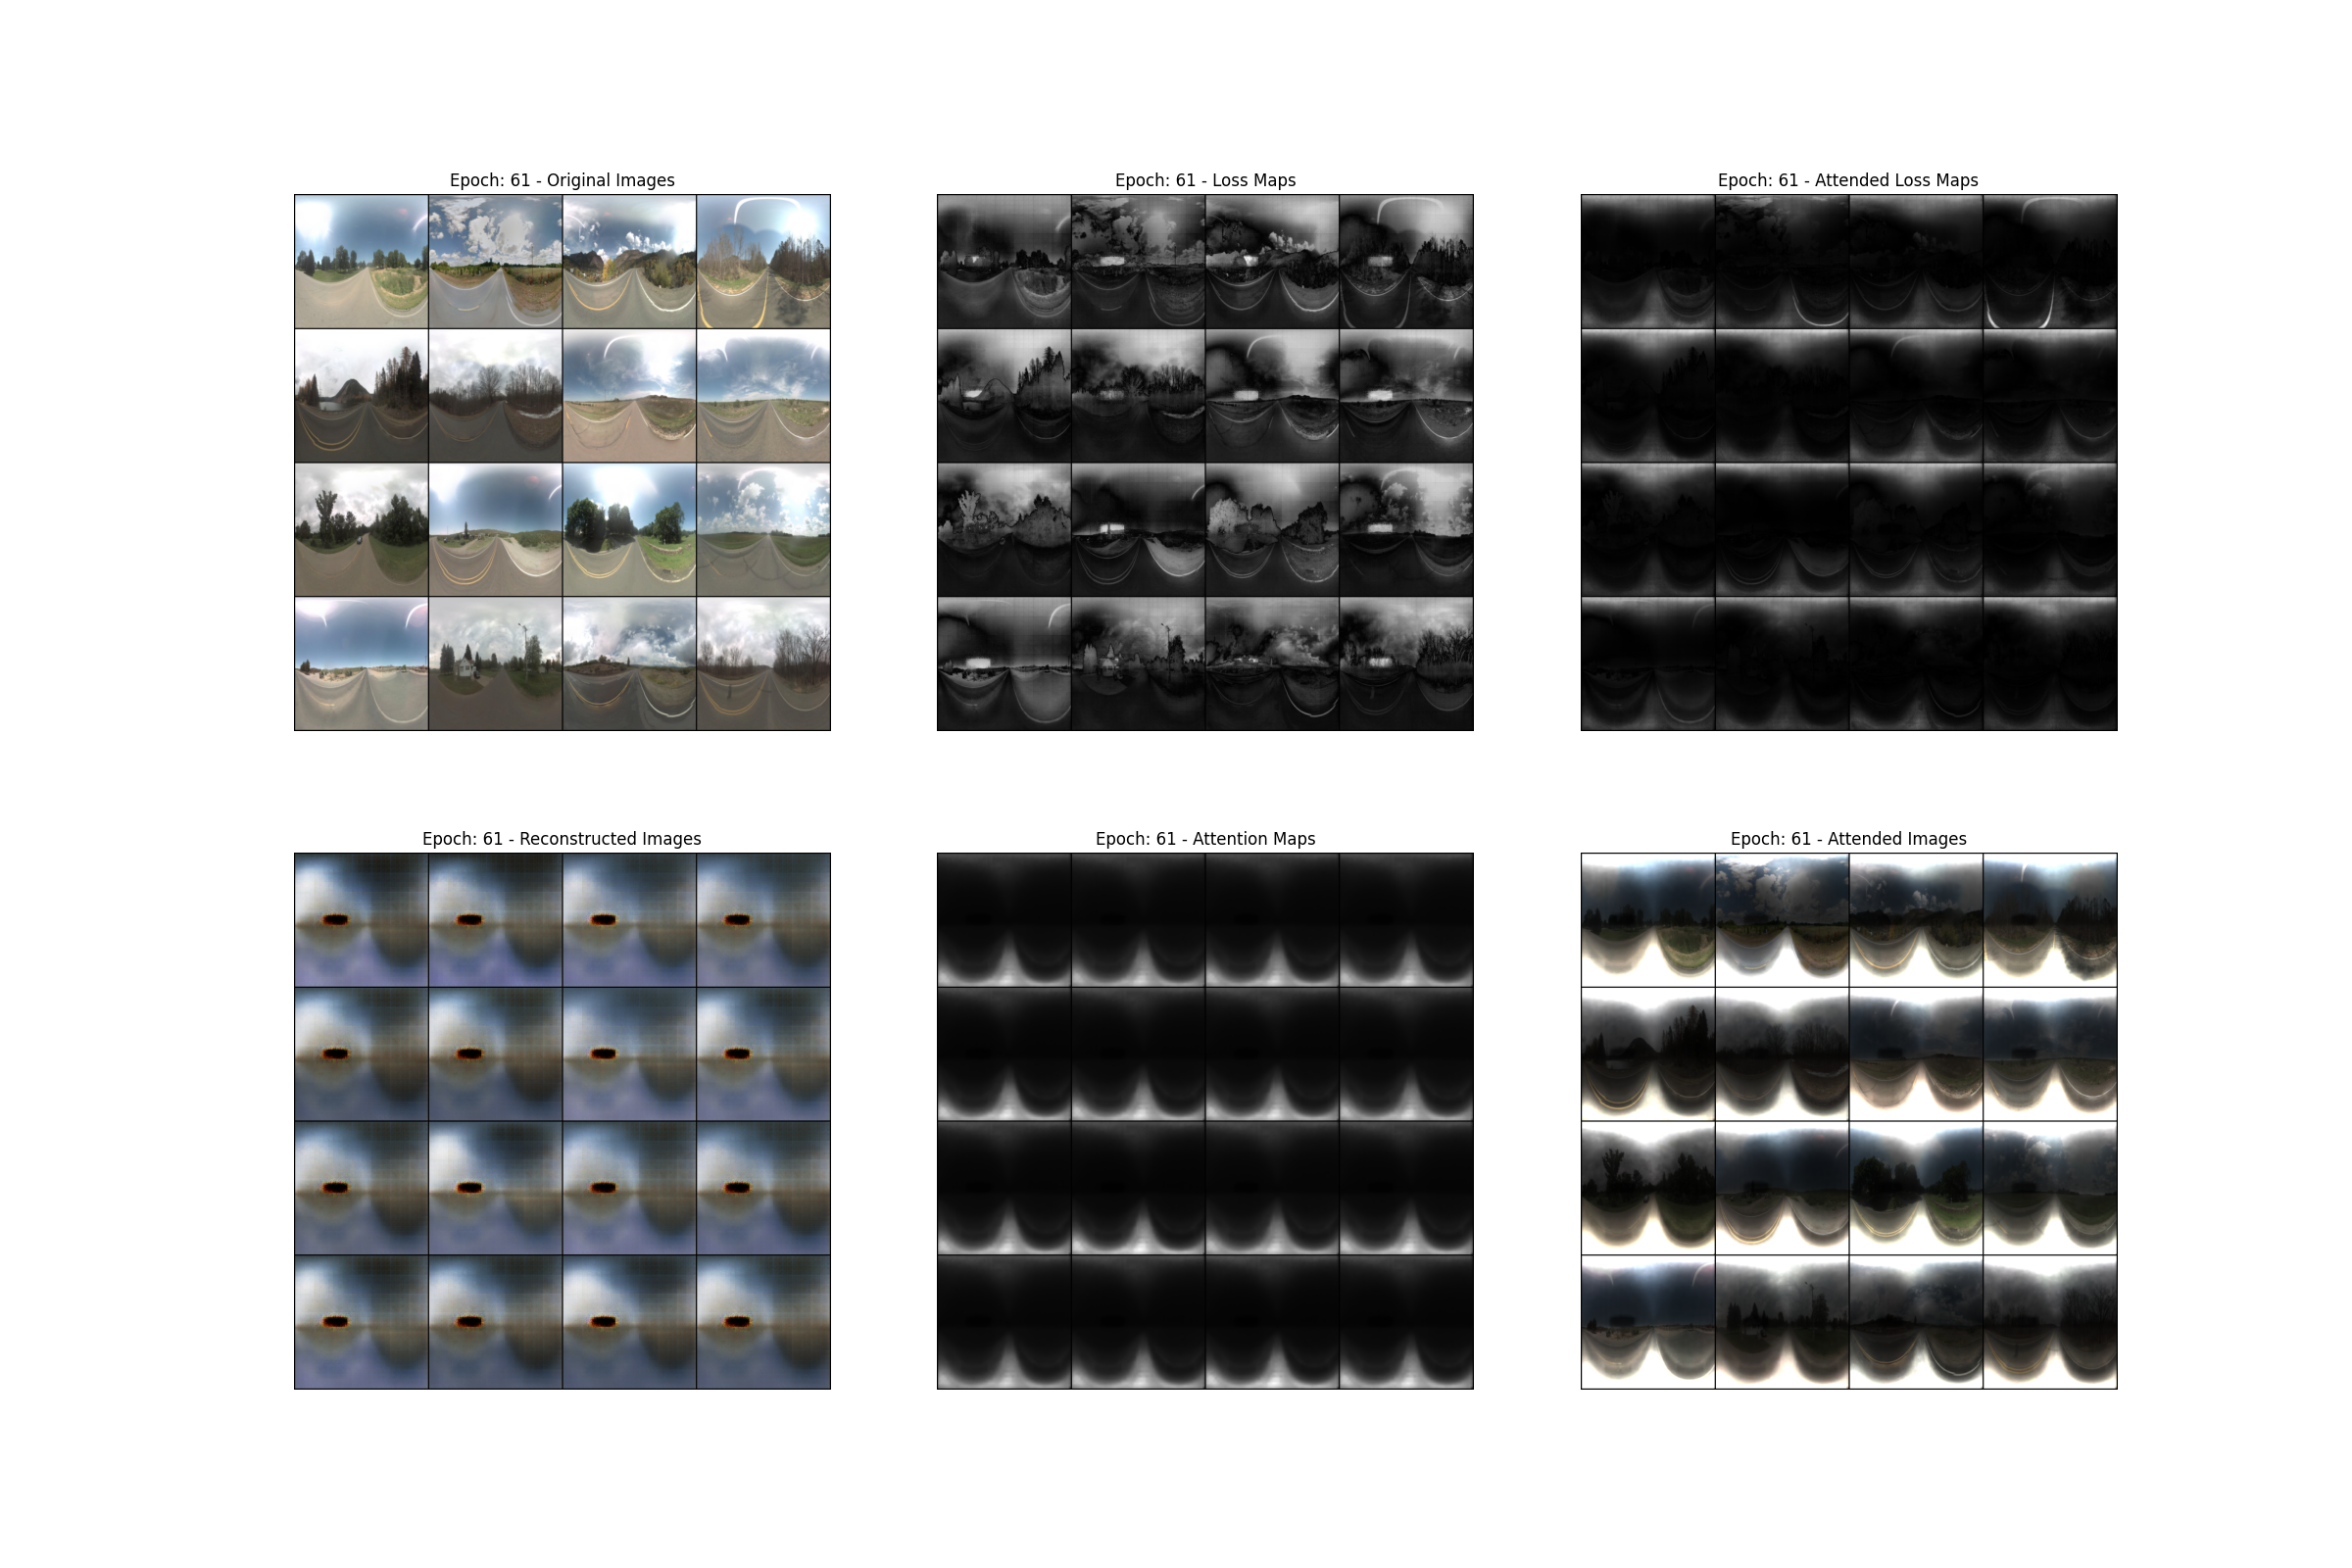 Epoch: 61 - Original Images
Epoch: 61 - Loss Maps
Epoch: 61 - Attended Loss Maps
Epoch: 61 - Reconstructed Images
Epoch: 61 - Attention Maps
Epoch: 61 - Attended Images